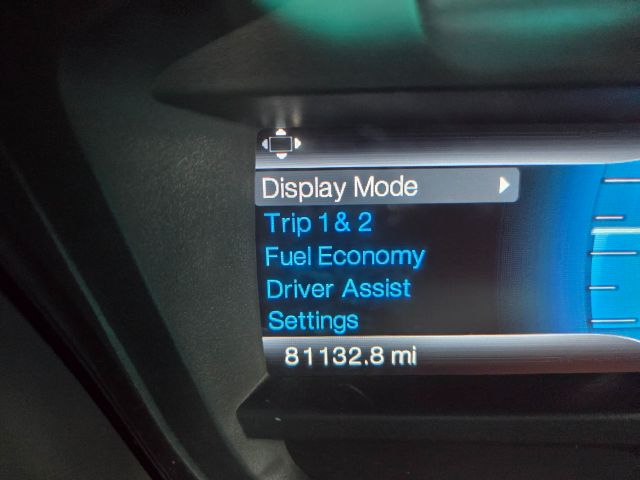 Display Mode
Trip 1 & 2
Fuel Economy
Driver Assist
Settings
81132.8 mi